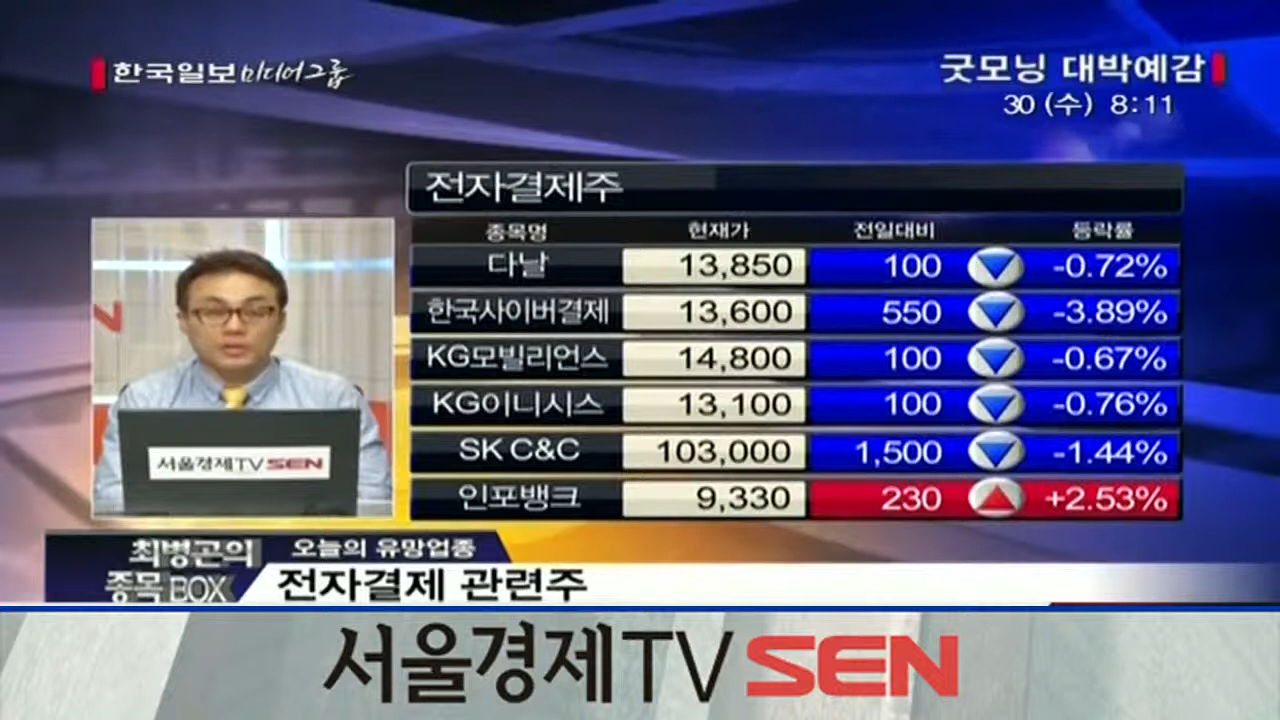 한국일보 미디어그룹
굿모닝 대박예감
30 (수) 8:11
전자결제주
종목명 현재가 전일대비 등락률
다날 13,850 100 ▼ -0.72%
한국사이버결제 13,600 550 ▼ -3.89%
KG모빌리언스 14,800 100 ▼ -0.67%
KG이니시스 13,100 100 ▼ -0.76%
SK C&C 103,000 1,500 ▼ -1.44%
인포뱅크 9,330 230 ▲ +2.53%
N
서울경제TV SEN
최병곤의 종목BOX
오늘의 유망업종
전자결제 관련주
서울경제TV SEN